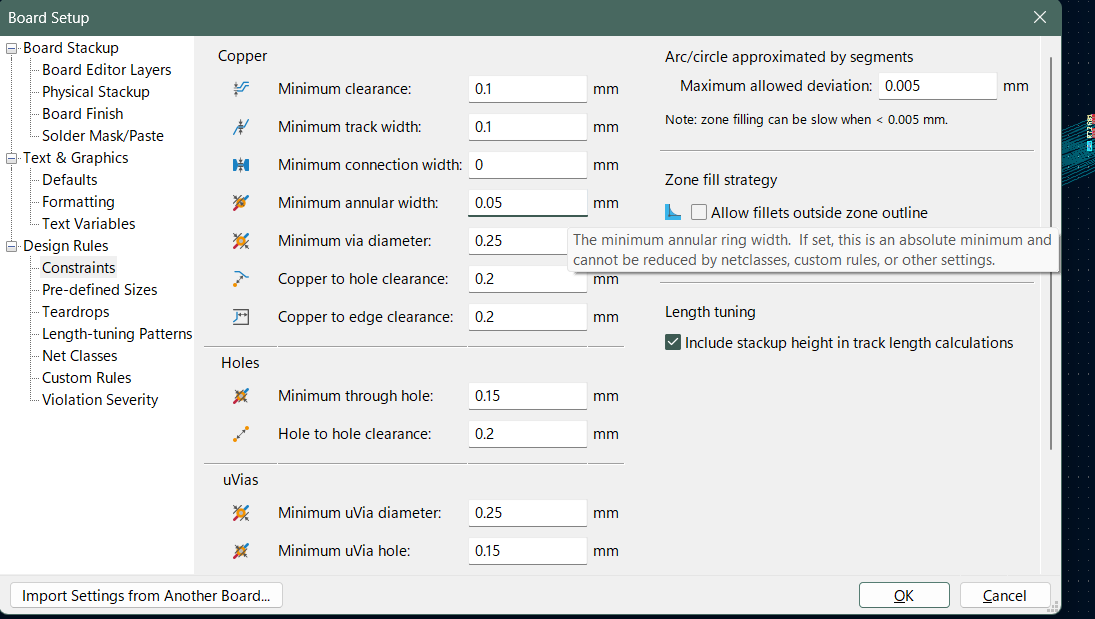 Board Setup
Board Stackup
Board Editor Layers
Physical Stackup
Board Finish
Solder Mask/Paste
Text & Graphics
Defaults
Formatting
Text Variables
Design Rules
Constraints
Pre-defined Sizes
Teardrops
Length-tuning Patterns
Net Classes
Custom Rules
Violation Severity
Copper
Minimum clearance: 0.1 mm
Minimum track width: 0.1 mm
Minimum connection width: 0 mm
Minimum annular width: 0.05 mm
Minimum via diameter: 0.25
Copper to hole clearance: 0.2 mm
Copper to edge clearance: 0.2 mm
Holes
Minimum through hole: 0.15 mm
Hole to hole clearance: 0.2 mm
uVias
Minimum uVia diameter: 0.25 mm
Minimum uVia hole: 0.15 mm
Arc/circle approximated by segments
Maximum allowed deviation: 0.005 mm
Note: zone filling can be slow when < 0.005 mm.
Zone fill strategy
Allow fillets outside zone outline
The minimum annular ring width.  If set, this is an absolute minimum and
cannot be reduced by netclasses, custom rules, or other settings.
Length tuning
Include stackup height in track length calculations
Import Settings from Another Board...
OK
Cancel